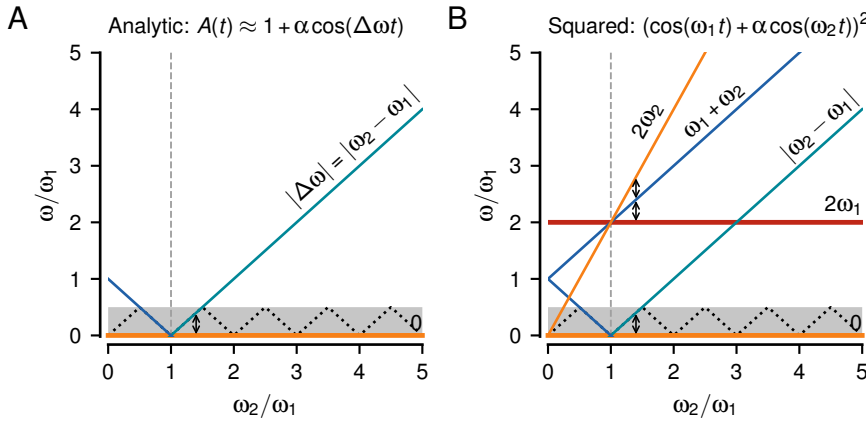 A
Analytic: A(t) ≈ 1 + α cos(Δωt)
ω/ω₁
5
4
3
2
1
0
|Δω| = |ω₂ − ω₁|
0
0 1 2 3 4 5
ω₂/ω₁
B
Squared: (cos(ω₁t) + α cos(ω₂t))²
ω/ω₁
5
4
3
2
1
0
2ω₂
ω₁ + ω₂
|ω₂ − ω₁|
2ω₁
0
0 1 2 3 4 5
ω₂/ω₁